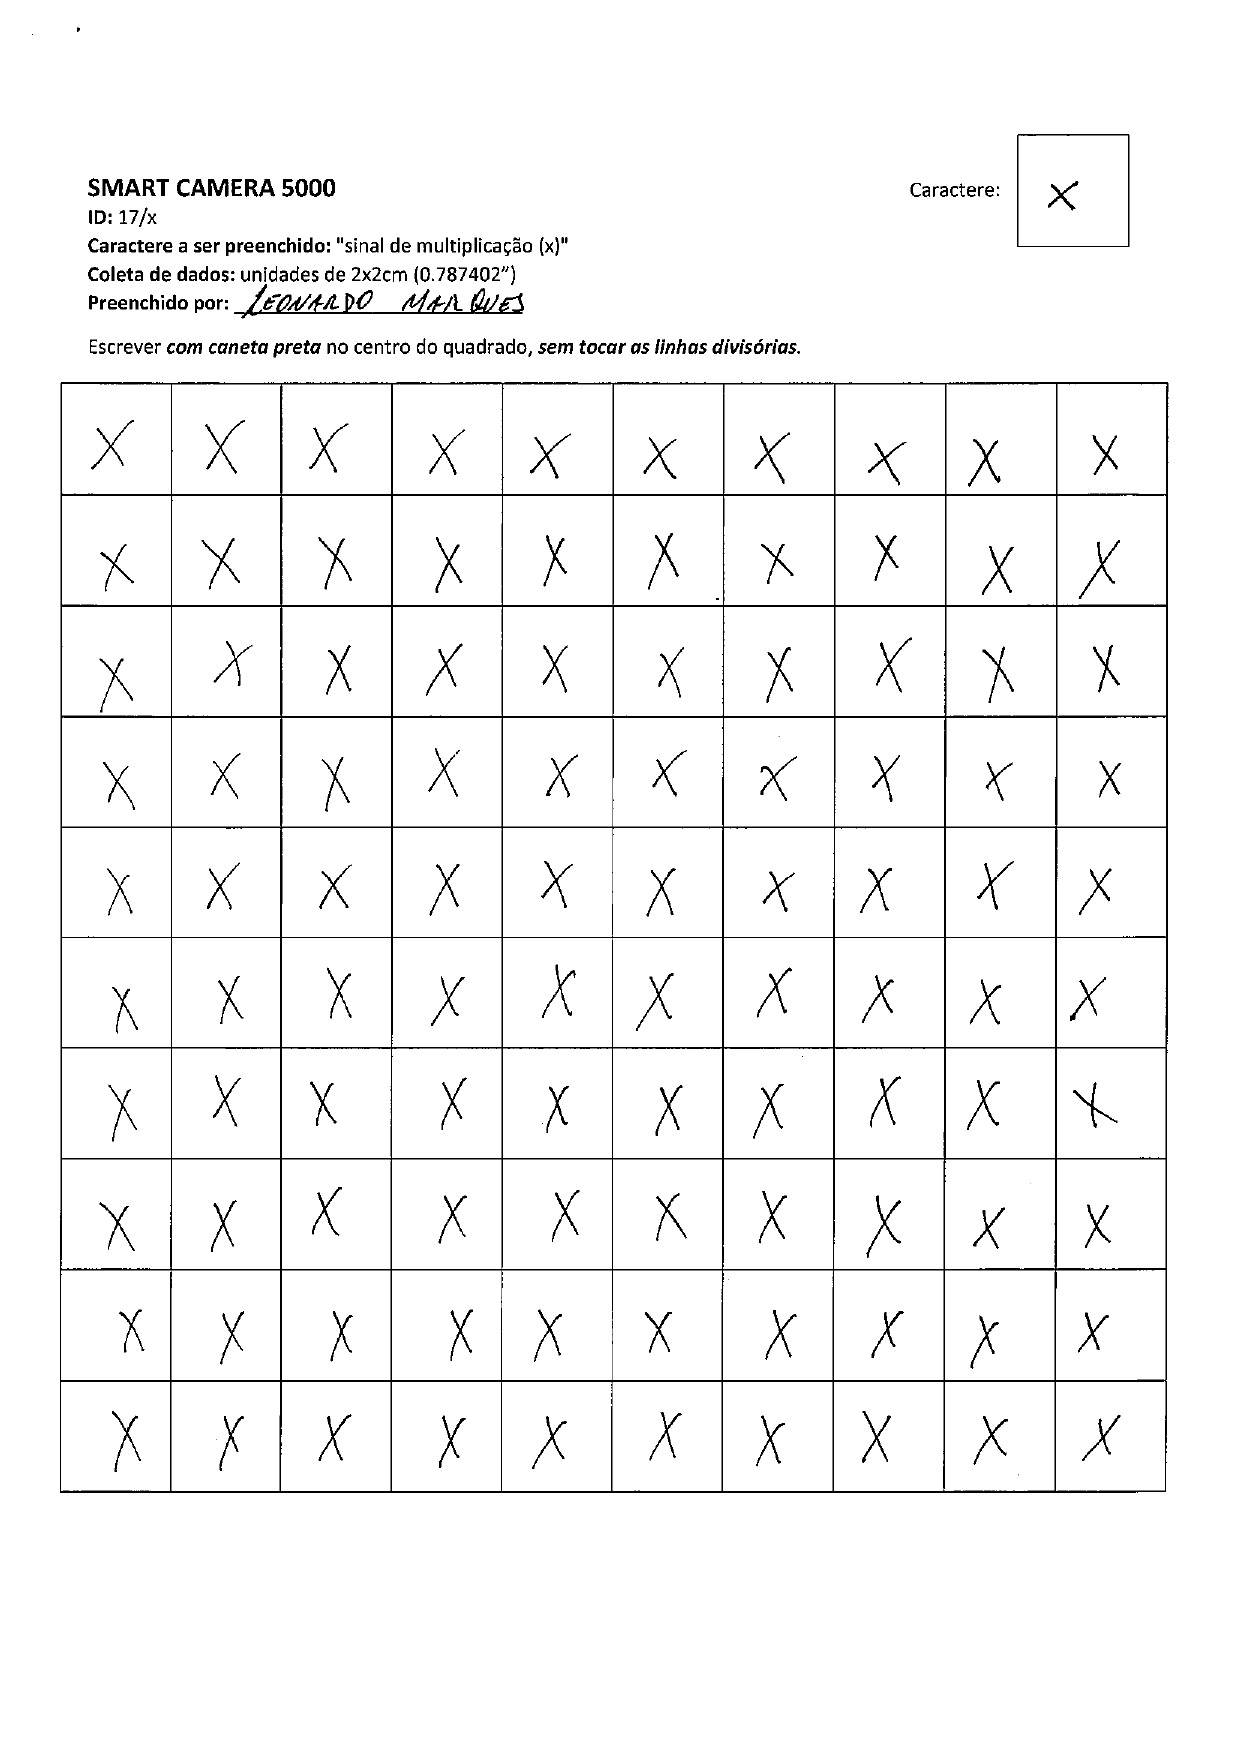 SMART CAMERA 5000
Caractere: x
ID: 17/x
Caractere a ser preenchido: "sinal de multiplicação (x)"
Coleta de dados: unidades de 2x2cm (0.787402")
Preenchido por: LEONARDO MARQUES
Escrever com caneta preta no centro do quadrado, sem tocar as linhas divisórias.
x x x x x x x x x x
x x x x x x x x x x
x x x x x x x x x x
x x x x x x x x x x
x x x x x x x x x x
x x x x x x x x x x
x x x x x x x x x x
x x x x x x x x x x
x x x x x x x x x x
x x x x x x x x x x